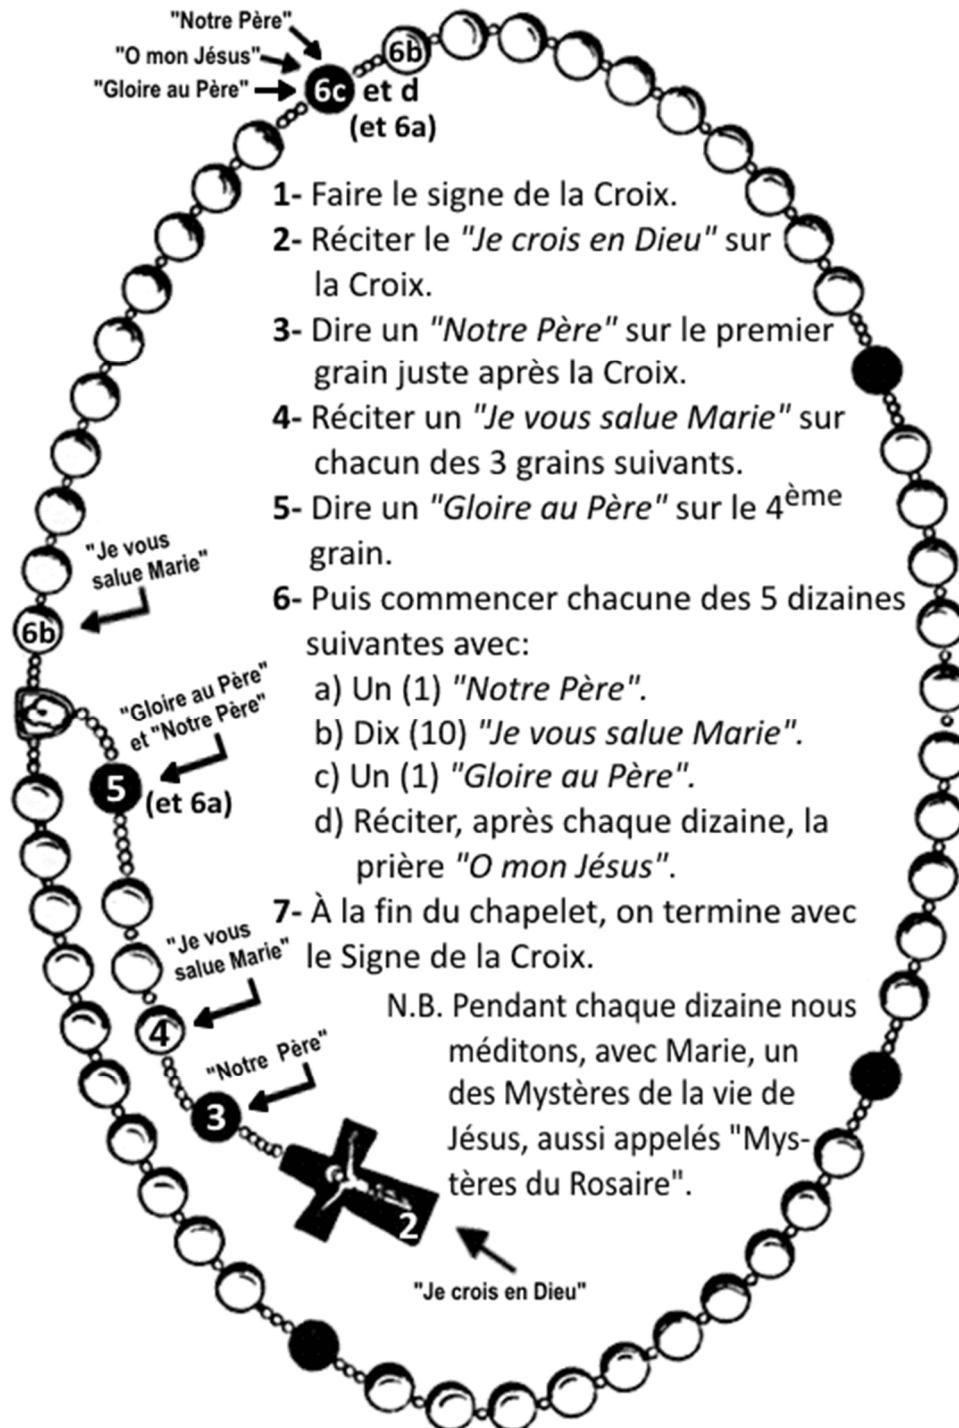 "Notre Père"
"O mon Jésus"
"Gloire au Père"
6c et d
(et 6a)
6b
1- Faire le signe de la Croix.
2- Réciter le "Je crois en Dieu" sur
la Croix.
3- Dire un "Notre Père" sur le premier
grain juste après la Croix.
4- Réciter un "Je vous salue Marie" sur
chacun des 3 grains suivants.
5- Dire un "Gloire au Père" sur le 4ème
grain.
6- Puis commencer chacune des 5 dizaines
suivantes avec:
a) Un (1) "Notre Père".
b) Dix (10) "Je vous salue Marie".
c) Un (1) "Gloire au Père".
d) Réciter, après chaque dizaine, la
prière "O mon Jésus".
7- À la fin du chapelet, on termine avec
le Signe de la Croix.
N.B. Pendant chaque dizaine nous
méditons, avec Marie, un
des Mystères de la vie de
Jésus, aussi appelés "Mys-
tères du Rosaire".
"Je vous
salue Marie"
6b
"Gloire au Père"
et "Notre Père"
5
(et 6a)
"Je vous
salue Marie"
4
"Notre Père"
3
2
"Je crois en Dieu"